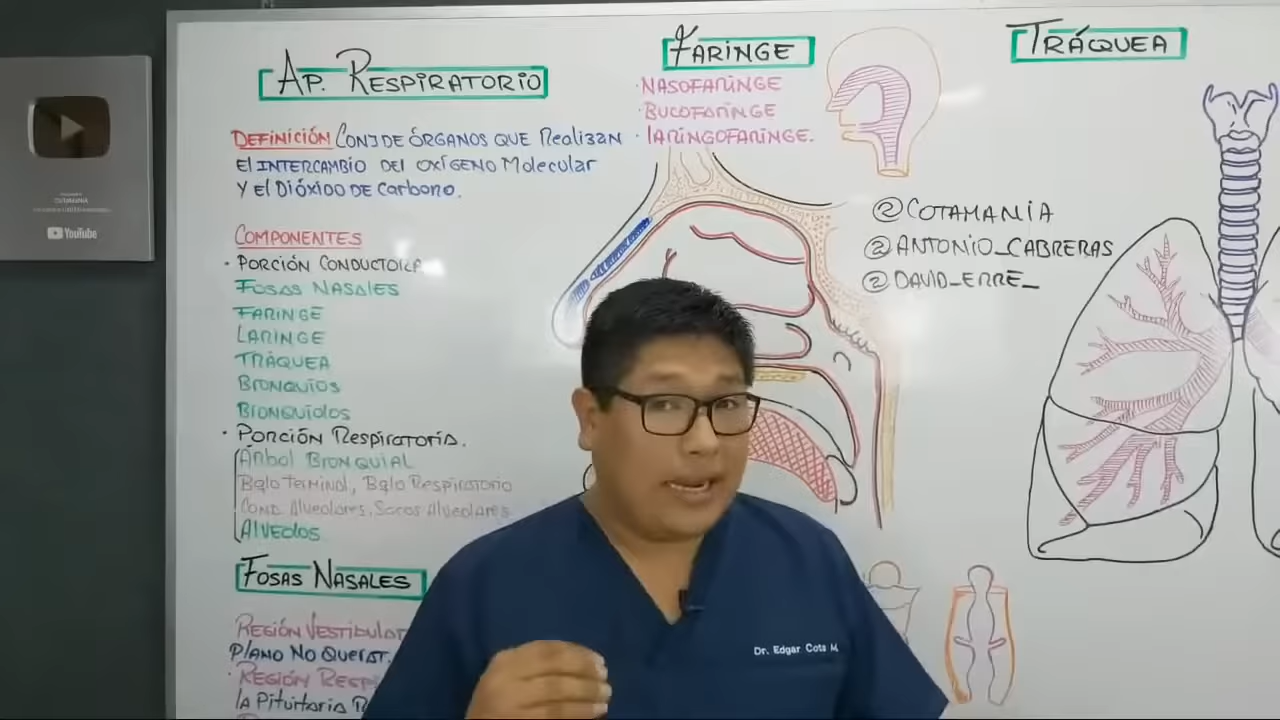 YouTube
AP. RESPIRATORIO
DEFINICIÓN CONJ DE ÓRGANOS QUE Realizan
El INTERCAMBIO DEl OXÍGENO Molecular
Y el DIÓXIDO DE Carbono.
COMPONENTES
· PORCIÓN CONDUCTORA
FOSAS NASALES
FARINGE
LARINGE
TRÁQUEA
BRONQUIOS
BRONQUIOLOS
· PORCIÓN Respiratoria.
Árbol BRONQUIAL
Bqlo Terminal, Bqlo Respiratorio
Cond Alveolares, Sacos Alveolares
Alveolos
FOSAS NASALES
REGIÓN VESTIBULAR
PLANO NO QUERAT.
· REGIÓN RESPI
la Pituitaria R
FARINGE
· NASOFARINGE
· BUCOFARINGE
· LARINGOFARINGE.
@COTAMANIA
@ANTONIO_CABRERAS
@DAVID_ERRE_
TRÁQUEA
Dr. Edgar Cota M.